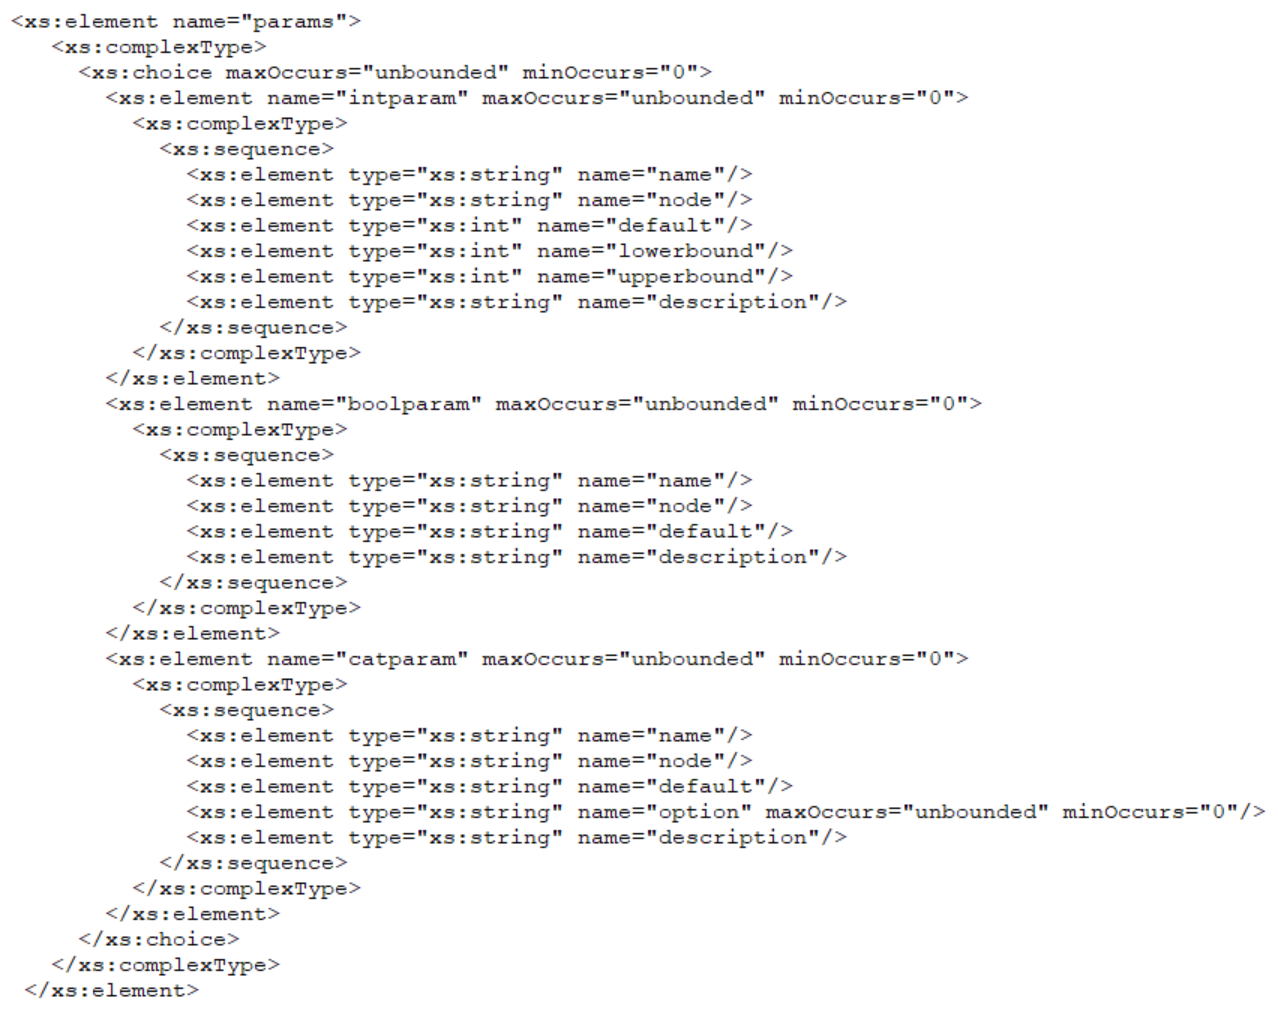 <xs:element name="params">
<xs:complexType>
<xs:choice maxOccurs="unbounded" minOccurs="0">
<xs:element name="intparam" maxOccurs="unbounded" minOccurs="0">
<xs:complexType>
<xs:sequence>
<xs:element type="xs:string" name="name"/>
<xs:element type="xs:string" name="node"/>
<xs:element type="xs:int" name="default"/>
<xs:element type="xs:int" name="lowerbound"/>
<xs:element type="xs:int" name="upperbound"/>
<xs:element type="xs:string" name="description"/>
</xs:sequence>
</xs:complexType>
</xs:element>
<xs:element name="boolparam" maxOccurs="unbounded" minOccurs="0">
<xs:complexType>
<xs:sequence>
<xs:element type="xs:string" name="name"/>
<xs:element type="xs:string" name="node"/>
<xs:element type="xs:string" name="default"/>
<xs:element type="xs:string" name="description"/>
</xs:sequence>
</xs:complexType>
</xs:element>
<xs:element name="catparam" maxOccurs="unbounded" minOccurs="0">
<xs:complexType>
<xs:sequence>
<xs:element type="xs:string" name="name"/>
<xs:element type="xs:string" name="node"/>
<xs:element type="xs:string" name="default"/>
<xs:element type="xs:string" name="option" maxOccurs="unbounded" minOccurs="0"/>
<xs:element type="xs:string" name="description"/>
</xs:sequence>
</xs:complexType>
</xs:element>
</xs:choice>
</xs:complexType>
</xs:element>